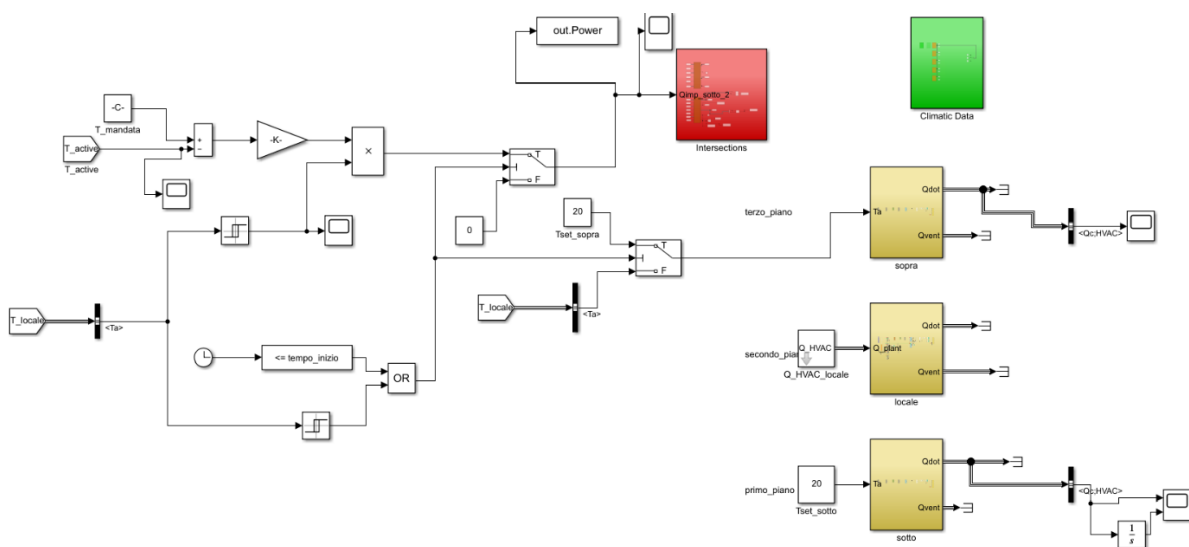 out.Power
Qimp_sotto_2
Intersections
Climatic Data
-C-
T_mandata
T_active
T_active
+
−
-K-
×
T
F
0
20
Tset_sopra
T
F
terzo_piano
Ta
Qdot
Qvent
sopra
<Qc;HVAC>
T_locale
<Ta>
T_locale
<Ta>
<= tempo_inizio
OR
secondo_pia
Q_HVAC
Q_HVAC_locale
Q_plant
Qdot
Qvent
locale
primo_piano
20
Tset_sotto
Ta
Qdot
Qvent
sotto
<Qc;HVAC>
1
s